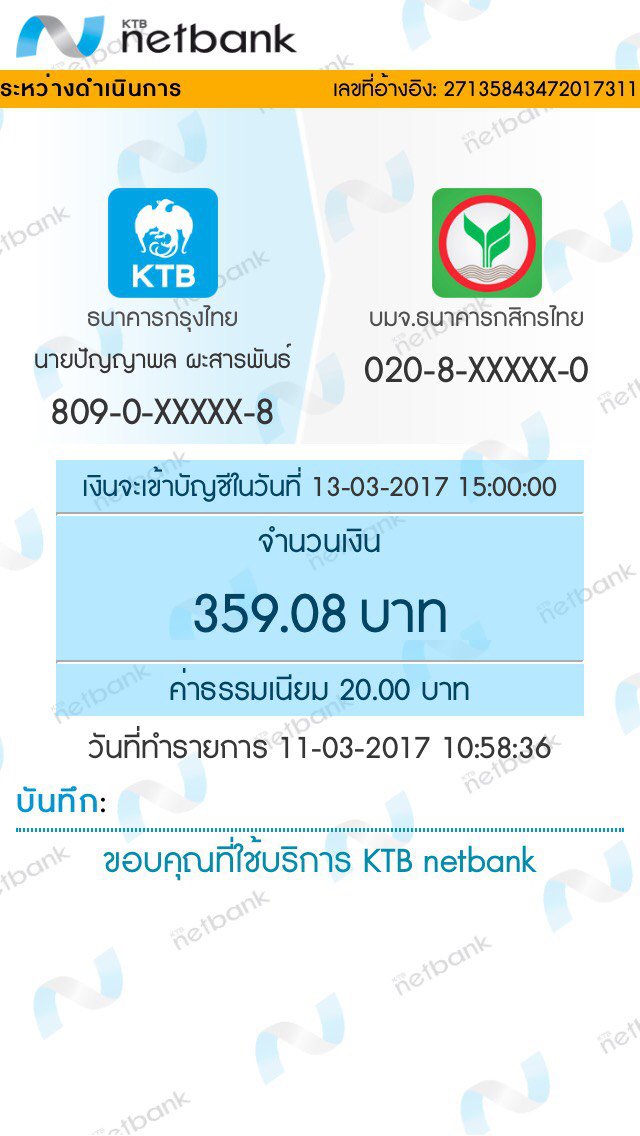 KTB netbank
ระหว่างดำเนินการ
เลขที่อ้างอิง: 27135843472017311
KTB
ธนาคารกรุงไทย
นายปัญญาพล ผะสารพันธ์
809-0-XXXXX-8
บมจ.ธนาคารกสิกรไทย
020-8-XXXXX-0
เงินจะเข้าบัญชีในวันที่ 13-03-2017 15:00:00
จำนวนเงิน
359.08 บาท
ค่าธรรมเนียม 20.00 บาท
วันที่ทำรายการ 11-03-2017 10:58:36
บันทึก:
ขอบคุณที่ใช้บริการ KTB netbank